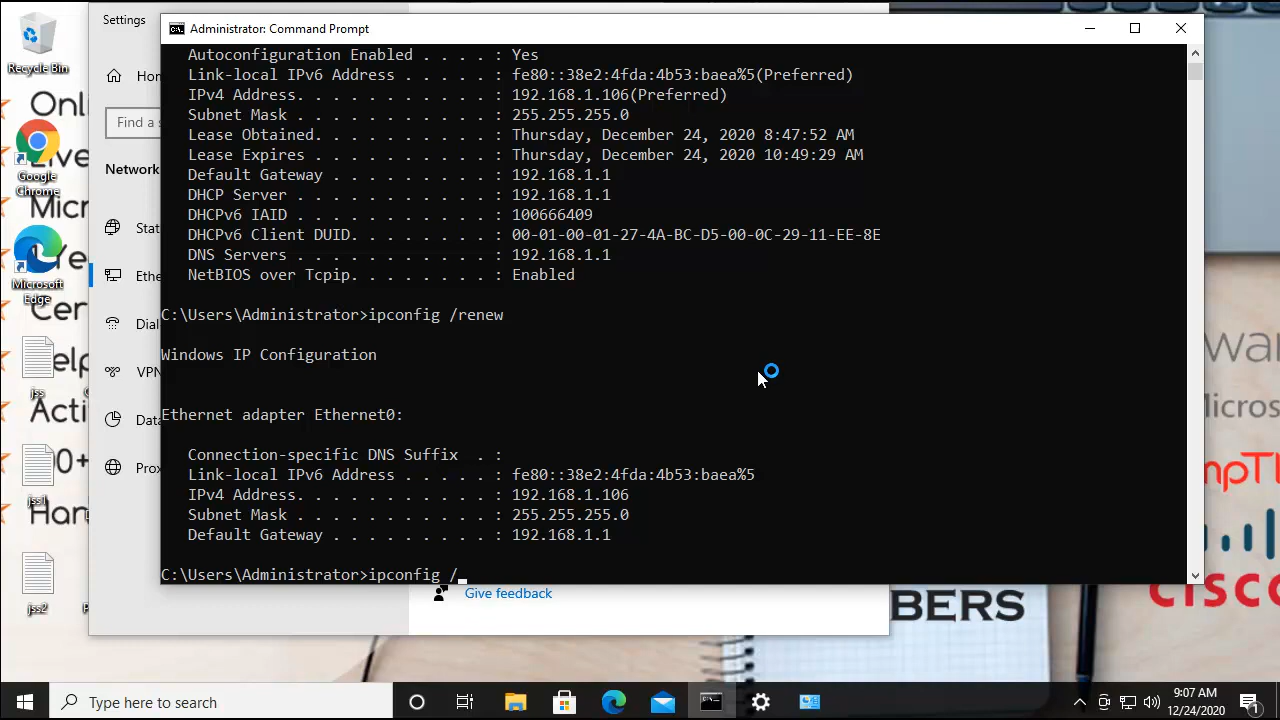 Recycle Bin
Google
Chrome
Microsoft
Edge
jss
jss1
jss2
Settings
Network
Administrator: Command Prompt
Autoconfiguration Enabled . . . . : Yes
Link-local IPv6 Address . . . . . : fe80::38e2:4fda:4b53:baea%5(Preferred)
IPv4 Address. . . . . . . . . . . : 192.168.1.106(Preferred)
Subnet Mask . . . . . . . . . . . : 255.255.255.0
Lease Obtained. . . . . . . . . . : Thursday, December 24, 2020 8:47:52 AM
Lease Expires . . . . . . . . . . : Thursday, December 24, 2020 10:49:29 AM
Default Gateway . . . . . . . . . : 192.168.1.1
DHCP Server . . . . . . . . . . . : 192.168.1.1
DHCPv6 IAID . . . . . . . . . . . : 100666409
DHCPv6 Client DUID. . . . . . . . : 00-01-00-01-27-4A-BC-D5-00-0C-29-11-EE-8E
DNS Servers . . . . . . . . . . . : 192.168.1.1
NetBIOS over Tcpip. . . . . . . . : Enabled
C:\Users\Administrator>ipconfig /renew
Windows IP Configuration
Ethernet adapter Ethernet0:
Connection-specific DNS Suffix  . :
Link-local IPv6 Address . . . . . : fe80::38e2:4fda:4b53:baea%5
IPv4 Address. . . . . . . . . . . : 192.168.1.106
Subnet Mask . . . . . . . . . . . : 255.255.255.0
Default Gateway . . . . . . . . . : 192.168.1.1
C:\Users\Administrator>ipconfig /
Give feedback
BERS
Type here to search
9:07 AM
12/24/2020
1